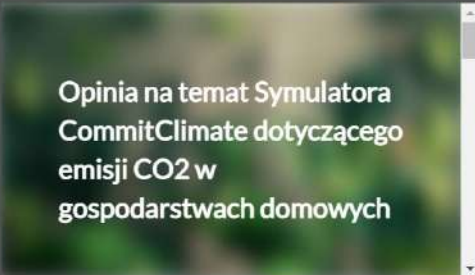 Opinia na temat Symulatora
CommitClimate dotyczącego
emisji CO2 w
gospodarstwach domowych